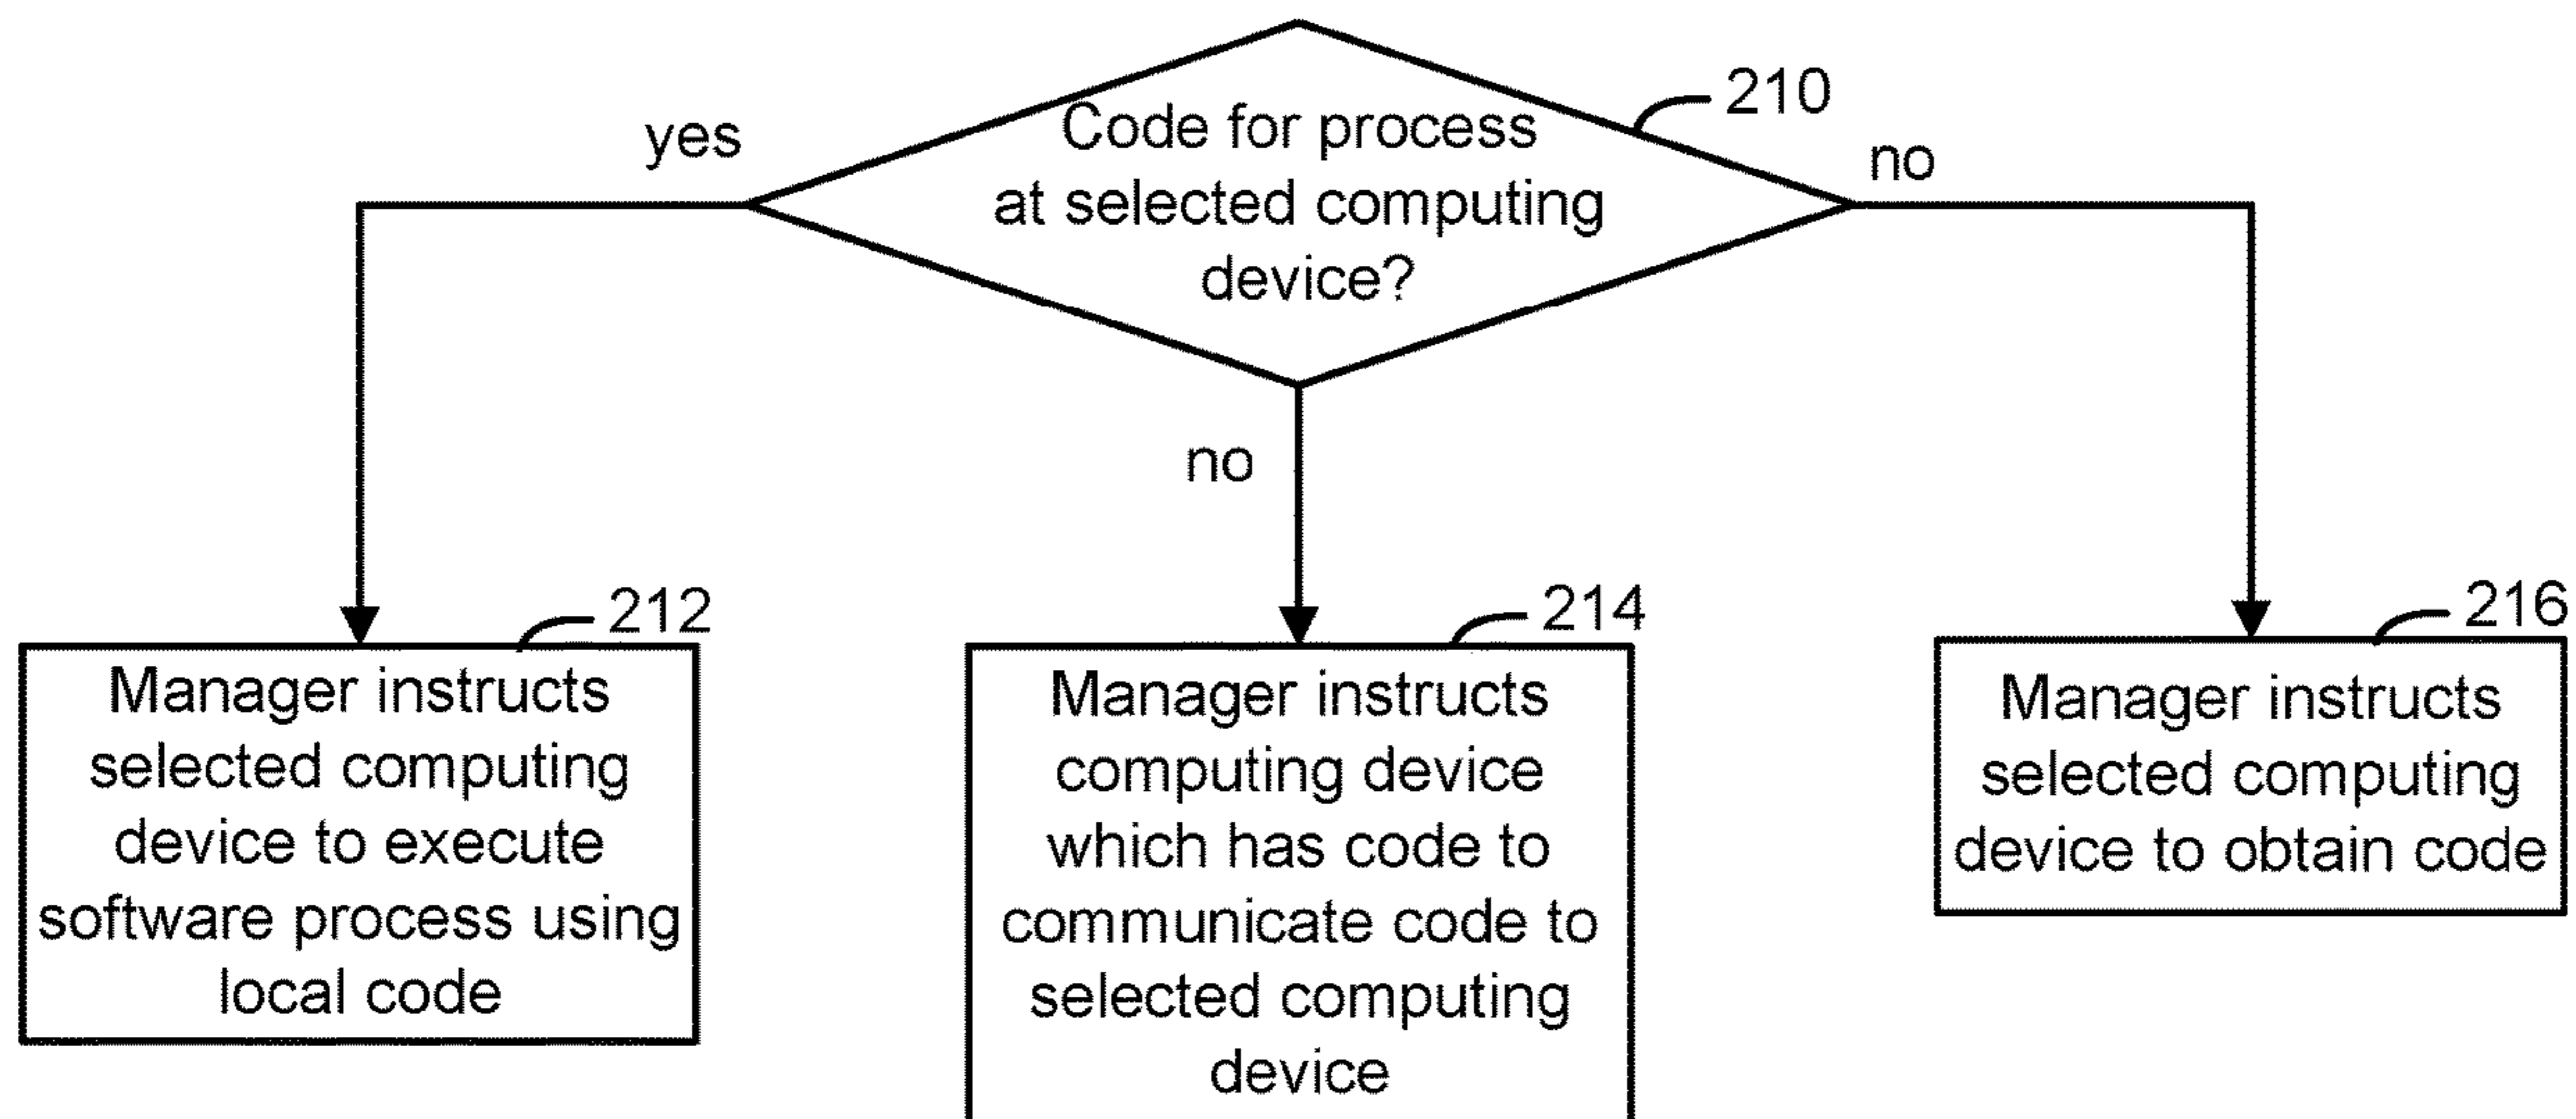 210
Code for process
at selected computing
device?
yes
no
no
212
Manager instructs
selected computing
device to execute
software process using
local code
214
Manager instructs
computing device
which has code to
communicate code to
selected computing
device
216
Manager instructs
selected computing
device to obtain code